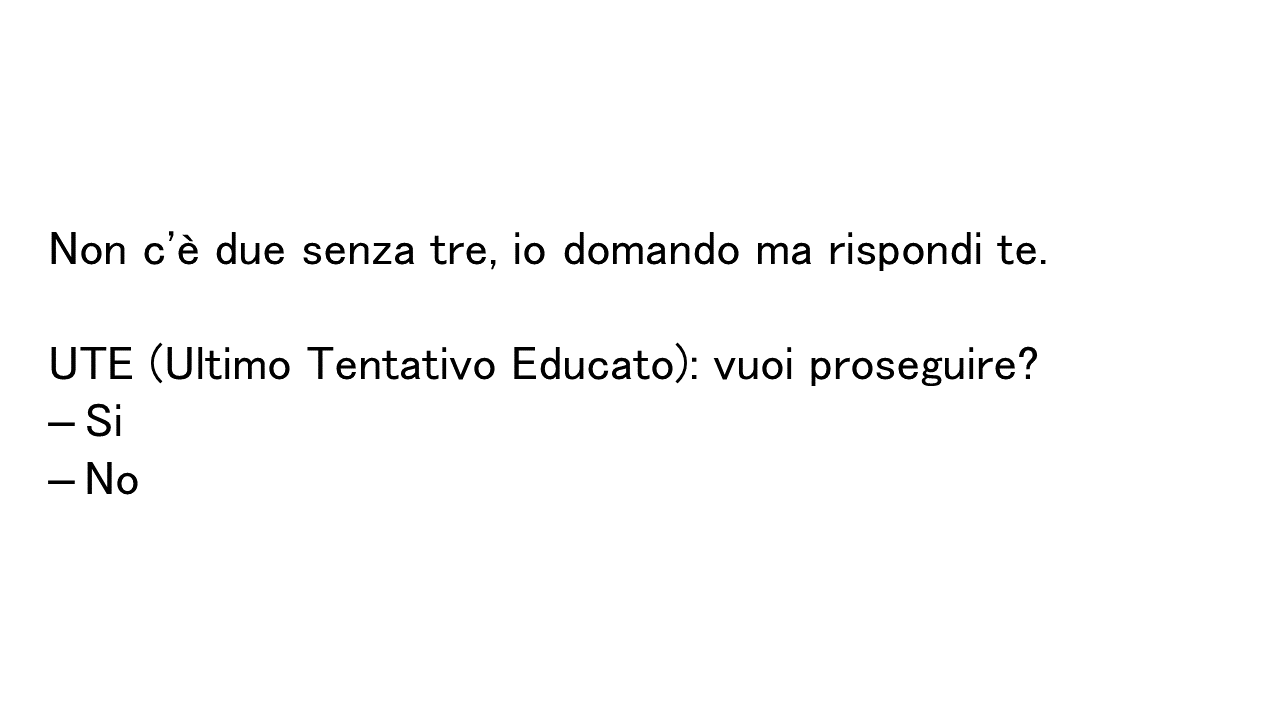 Non c’è due senza tre, io domando ma rispondi te.
UTE (Ultimo Tentativo Educato): vuoi proseguire?
— Si
— No